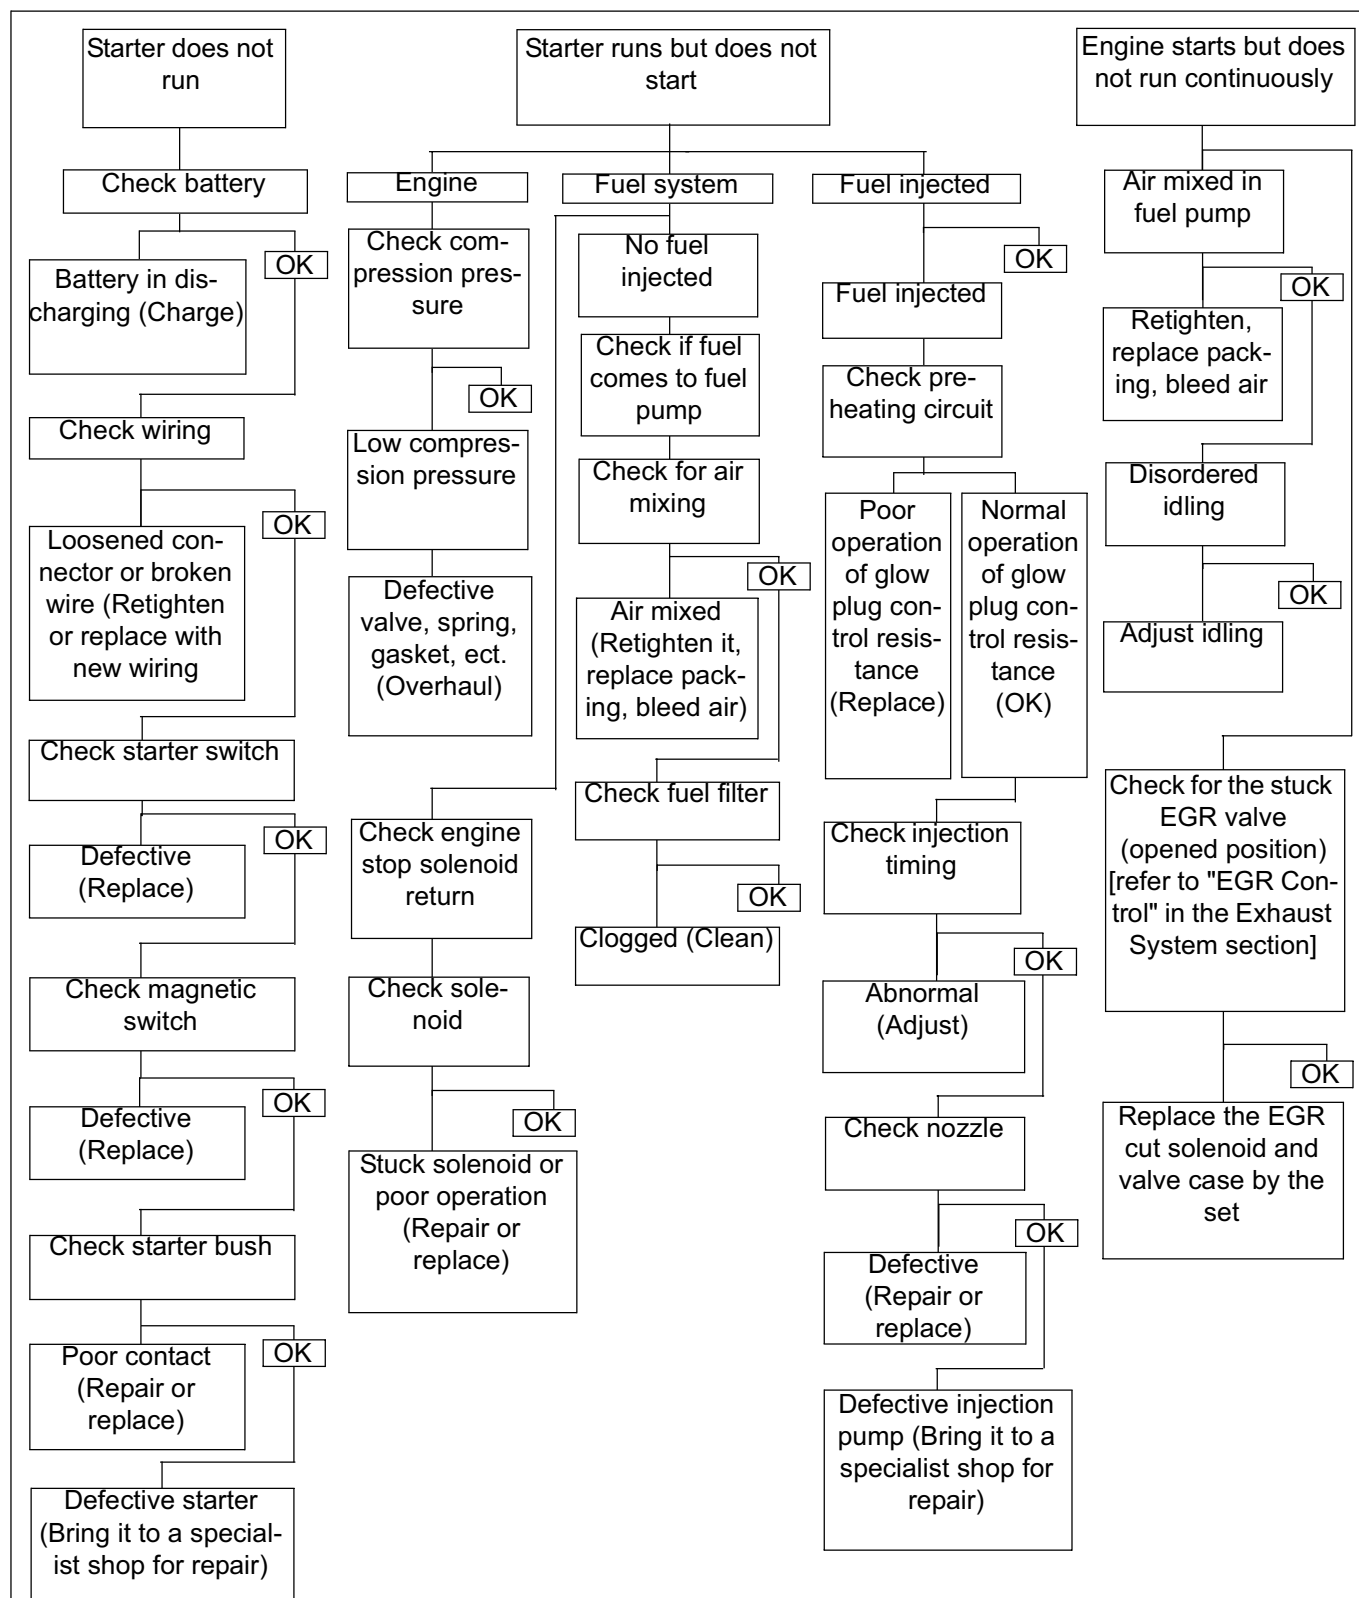 Starter does not
run
Check battery
OK
Battery in dis-
charging (Charge)
Check wiring
OK
Loosened con-
nector or broken
wire (Retighten
or replace with
new wiring
Check starter switch
OK
Defective
(Replace)
Check magnetic
switch
OK
Defective
(Replace)
Check starter bush
OK
Poor contact
(Repair or
replace)
Defective starter
(Bring it to a special-
ist shop for repair)
Starter runs but does not
start
Engine
Check com-
pression pres-
sure
OK
Low compres-
sion pressure
Defective
valve, spring,
gasket, ect.
(Overhaul)
Check engine
stop solenoid
return
Check sole-
noid
OK
Stuck solenoid or
poor operation
(Repair or
replace)
Fuel system
No fuel
injected
Check if fuel
comes to fuel
pump
Check for air
mixing
OK
Air mixed
(Retighten it,
replace pack-
ing, bleed air)
Check fuel filter
OK
Clogged (Clean)
Fuel injected
OK
Fuel injected
Check pre-
heating circuit
Poor
operation
of glow
plug con-
trol resis-
tance
(Replace)
Normal
operation
of glow
plug con-
trol resis-
tance
(OK)
Check injection
timing
OK
Abnormal
(Adjust)
Check nozzle
OK
Defective
(Repair or
replace)
Defective injection
pump (Bring it to a
specialist shop for
repair)
Engine starts but does
not run continuously
Air mixed in
fuel pump
OK
Retighten,
replace pack-
ing, bleed air
Disordered
idling
OK
Adjust idling
Check for the stuck
EGR valve
(opened position)
[refer to "EGR Con-
trol" in the Exhaust
System section]
OK
Replace the EGR
cut solenoid and
valve case by the
set